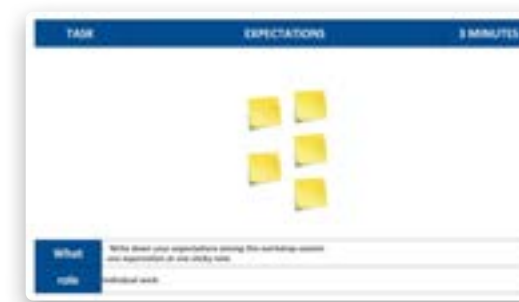 TASK EXPECTATIONS 3 MINUTES
What
Write down your expectations among this workshop session
one expectation at one sticky note
role
individual work